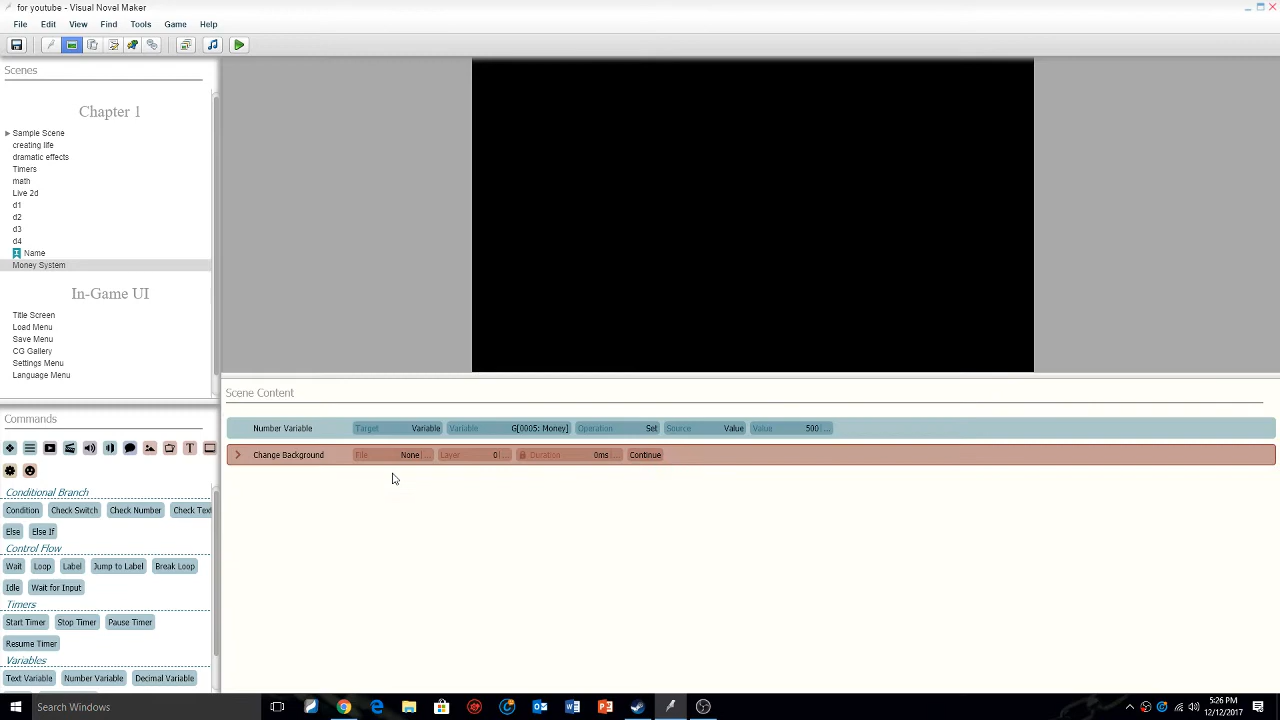 for youtube - Visual Novel Maker
File Edit View Find Tools Game Help
Scenes
Chapter 1
Sample Scene
creating life
dramatic effects
Timers
math
Live 2d
d1
d2
d3
d4
I Name
Money System
In-Game UI
Title Screen
Load Menu
Save Menu
CG Gallery
Settings Menu
Language Menu
Scene Content
Number Variable Target Variable Variable G[0005: Money] Operation Set Source Value Value 500 ...
Change Background File None ... Layer 0 ... Duration 0ms ... Continue
Commands
Conditional Branch
Condition Check Switch Check Number Check Text
Else Else If
Control Flow
Wait Loop Label Jump to Label Break Loop
Idle Wait for Input
Timers
Start Timer Stop Timer Pause Timer
Resume Timer
Variables
Text Variable Number Variable Decimal Variable
Search Windows
5:26 PM
12/12/2017